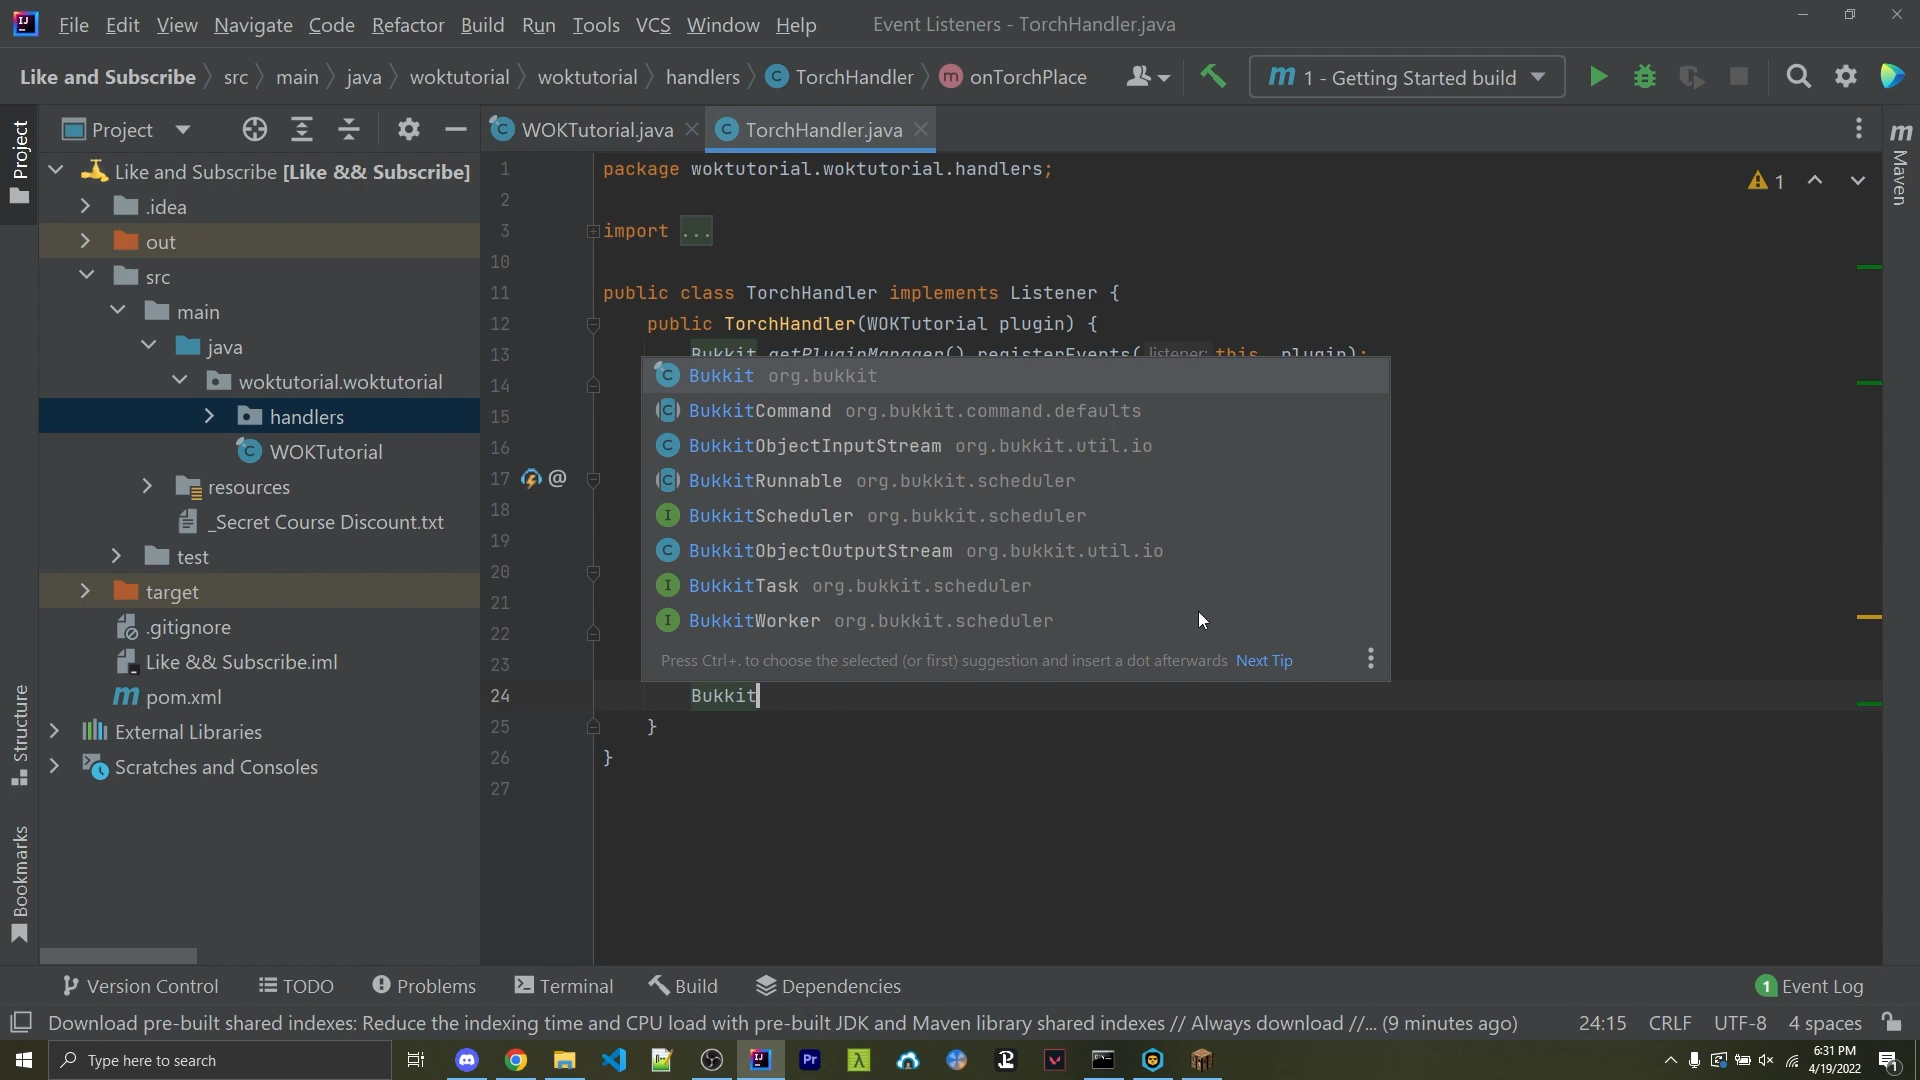 File Edit View Navigate Code Refactor Build Run Tools VCS Window Help Event Listeners - TorchHandler.java
Like and Subscribe src main java woktutorial woktutorial handlers TorchHandler onTorchPlace 1 - Getting Started build
Project
WOKTutorial.java TorchHandler.java
Project
Maven
Like and Subscribe [Like && Subscribe]
.idea
out
src
main
java
woktutorial.woktutorial
handlers
WOKTutorial
resources
_Secret Course Discount.txt
test
target
.gitignore
Like && Subscribe.iml
pom.xml
External Libraries
Scratches and Consoles
Structure
Bookmarks
1 package woktutorial.woktutorial.handlers;
1
2
3 import ...
10
11 public class TorchHandler implements Listener {
12 public TorchHandler(WOKTutorial plugin) {
13 Bukkit.getPluginManager().registerEvents( listener: this, plugin);
14
15
16
17 @
18
19
20
21
22
23
Bukkit org.bukkit
BukkitCommand org.bukkit.command.defaults
BukkitObjectInputStream org.bukkit.util.io
BukkitRunnable org.bukkit.scheduler
BukkitScheduler org.bukkit.scheduler
BukkitObjectOutputStream org.bukkit.util.io
BukkitTask org.bukkit.scheduler
BukkitWorker org.bukkit.scheduler
Press Ctrl+. to choose the selected (or first) suggestion and insert a dot afterwards Next Tip
24 Bukkit
25 }
26 }
27
Version Control TODO Problems Terminal Build Dependencies 1 Event Log
Download pre-built shared indexes: Reduce the indexing time and CPU load with pre-built JDK and Maven library shared indexes // Always download //... (9 minutes ago) 24:15 CRLF UTF-8 4 spaces
Type here to search
6:31 PM
4/19/2022
1